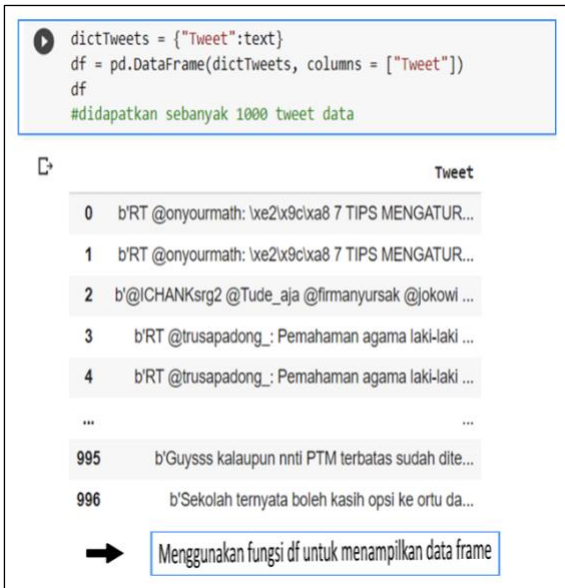 dictTweets = {"Tweet":text}
df = pd.DataFrame(dictTweets, columns = ["Tweet"])
df
#didapatkan sebanyak 1000 tweet data
Tweet
0 b'RT @onyourmath: \xe2\x9c\xa8 7 TIPS MENGATUR...
1 b'RT @onyourmath: \xe2\x9c\xa8 7 TIPS MENGATUR...
2 b'@ICHANKsrg2 @Tude_aja @firmanyursak @jokowi ...
3 b'RT @trusapadong_: Pemahaman agama laki-laki ...
4 b'RT @trusapadong_: Pemahaman agama laki-laki ...
... ...
995 b'Guysss kalaupun nnti PTM terbatas sudah dite...
996 b'Sekolah ternyata boleh kasih opsi ke ortu da...
Menggunakan fungsi df untuk menampilkan data frame